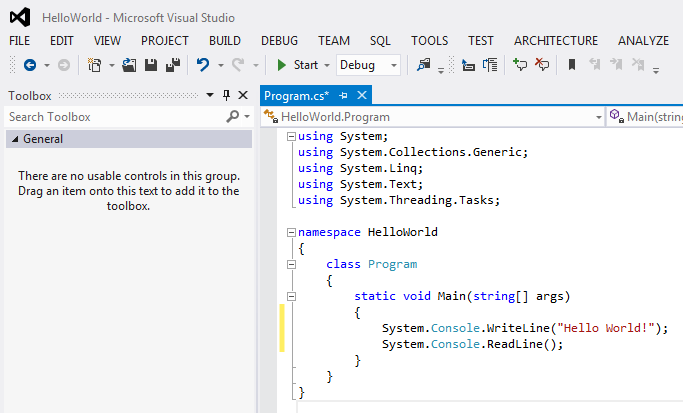 HelloWorld - Microsoft Visual Studio
FILE EDIT VIEW PROJECT BUILD DEBUG TEAM SQL TOOLS TEST ARCHITECTURE ANALYZE
Start Debug
Toolbox
Search Toolbox
General
There are no usable controls in this group.
Drag an item onto this text to add it to the
toolbox.
Program.cs*
HelloWorld.Program
Main(string
using System;
using System.Collections.Generic;
using System.Linq;
using System.Text;
using System.Threading.Tasks;
namespace HelloWorld
{
class Program
{
static void Main(string[] args)
{
System.Console.WriteLine("Hello World!");
System.Console.ReadLine();
}
}
}